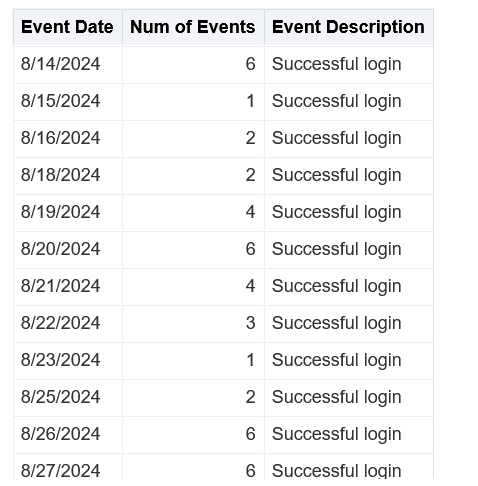 Event Date Num of Events Event Description
8/14/2024 6 Successful login
8/15/2024 1 Successful login
8/16/2024 2 Successful login
8/18/2024 2 Successful login
8/19/2024 4 Successful login
8/20/2024 6 Successful login
8/21/2024 4 Successful login
8/22/2024 3 Successful login
8/23/2024 1 Successful login
8/25/2024 2 Successful login
8/26/2024 6 Successful login
8/27/2024 6 Successful login